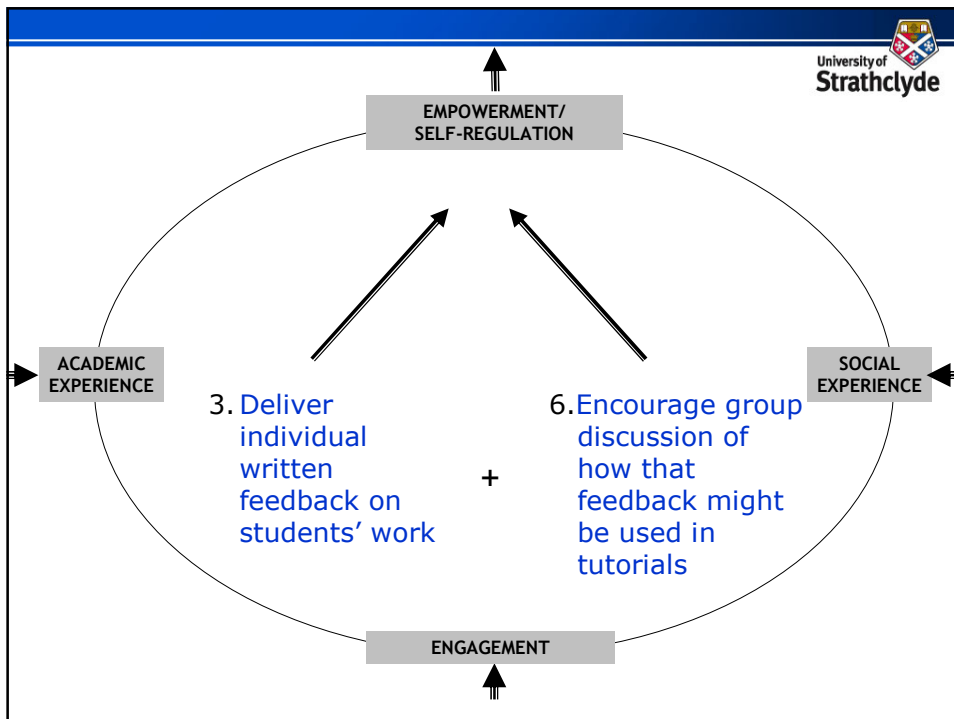 University of
Strathclyde
EMPOWERMENT/
SELF-REGULATION
ACADEMIC
EXPERIENCE
SOCIAL
EXPERIENCE
3. Deliver
individual
written
feedback on
students’ work
+
6.Encourage group
discussion of
how that
feedback might
be used in
tutorials
ENGAGEMENT